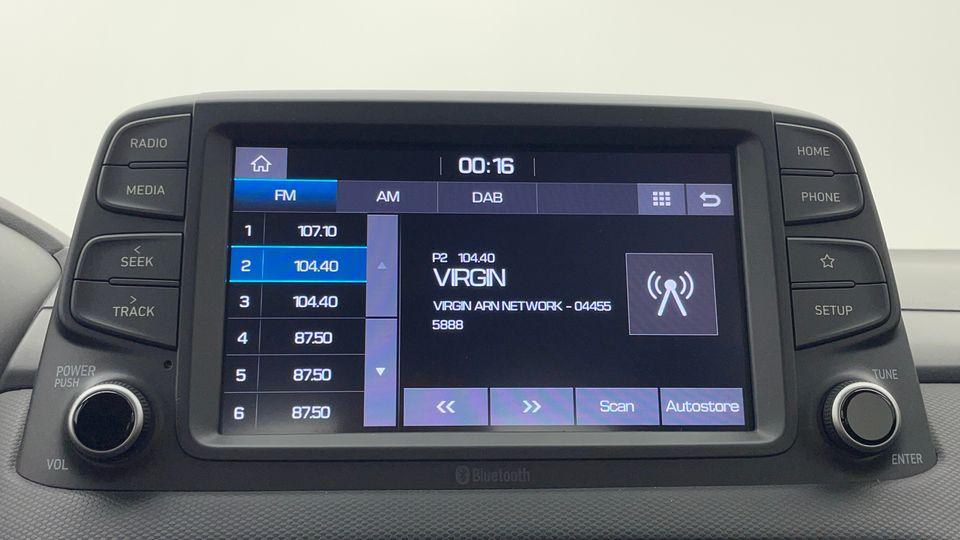 RADIO
MEDIA
<
SEEK
>
TRACK
POWER
PUSH
VOL
00:16
FM AM DAB
1 107.10
2 104.40
3 104.40
4 87.50
5 87.50
6 87.50
P2 104.40
VIRGIN
VIRGIN ARN NETWORK - 04455
5888
<< >> Scan Autostore
HOME
PHONE
SETUP
TUNE
ENTER
Bluetooth